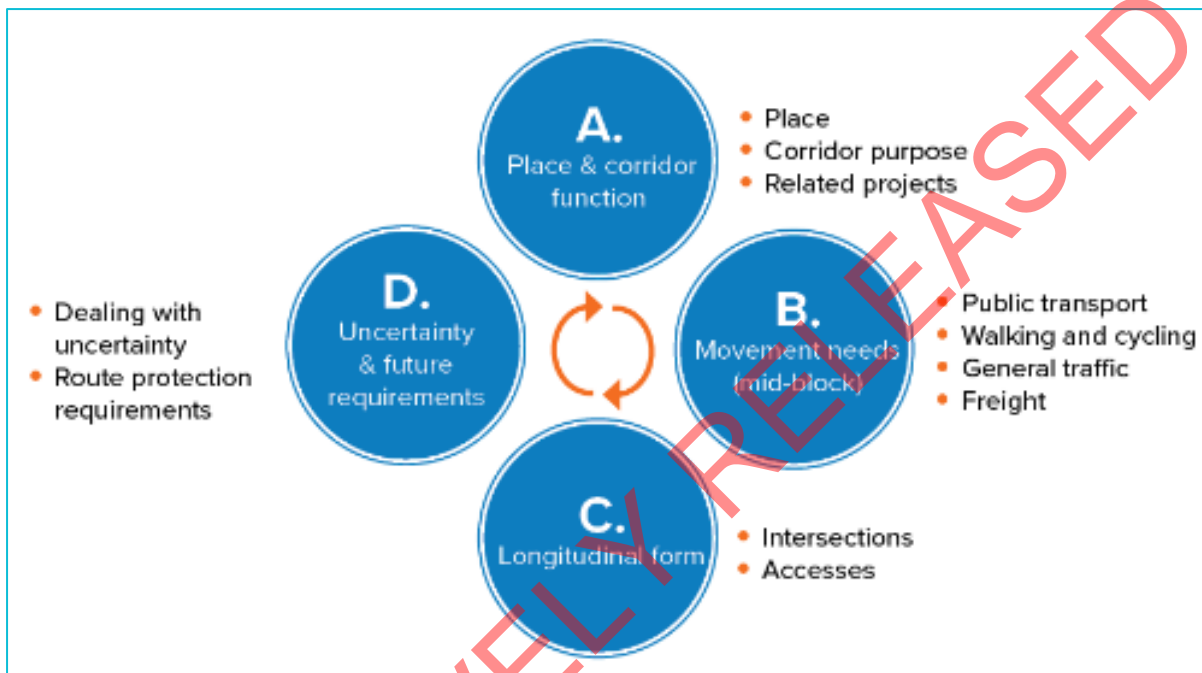 A.
Place & corridor
function
• Place
• Corridor purpose
• Related projects
B.
Movement needs
(mid-block)
• Public transport
• Walking and cycling
• General traffic
• Freight
C.
Longitudinal form
• Intersections
• Accesses
D.
Uncertainty
& future
requirements
• Dealing with
uncertainty
• Route protection
requirements
ELY RELEASED